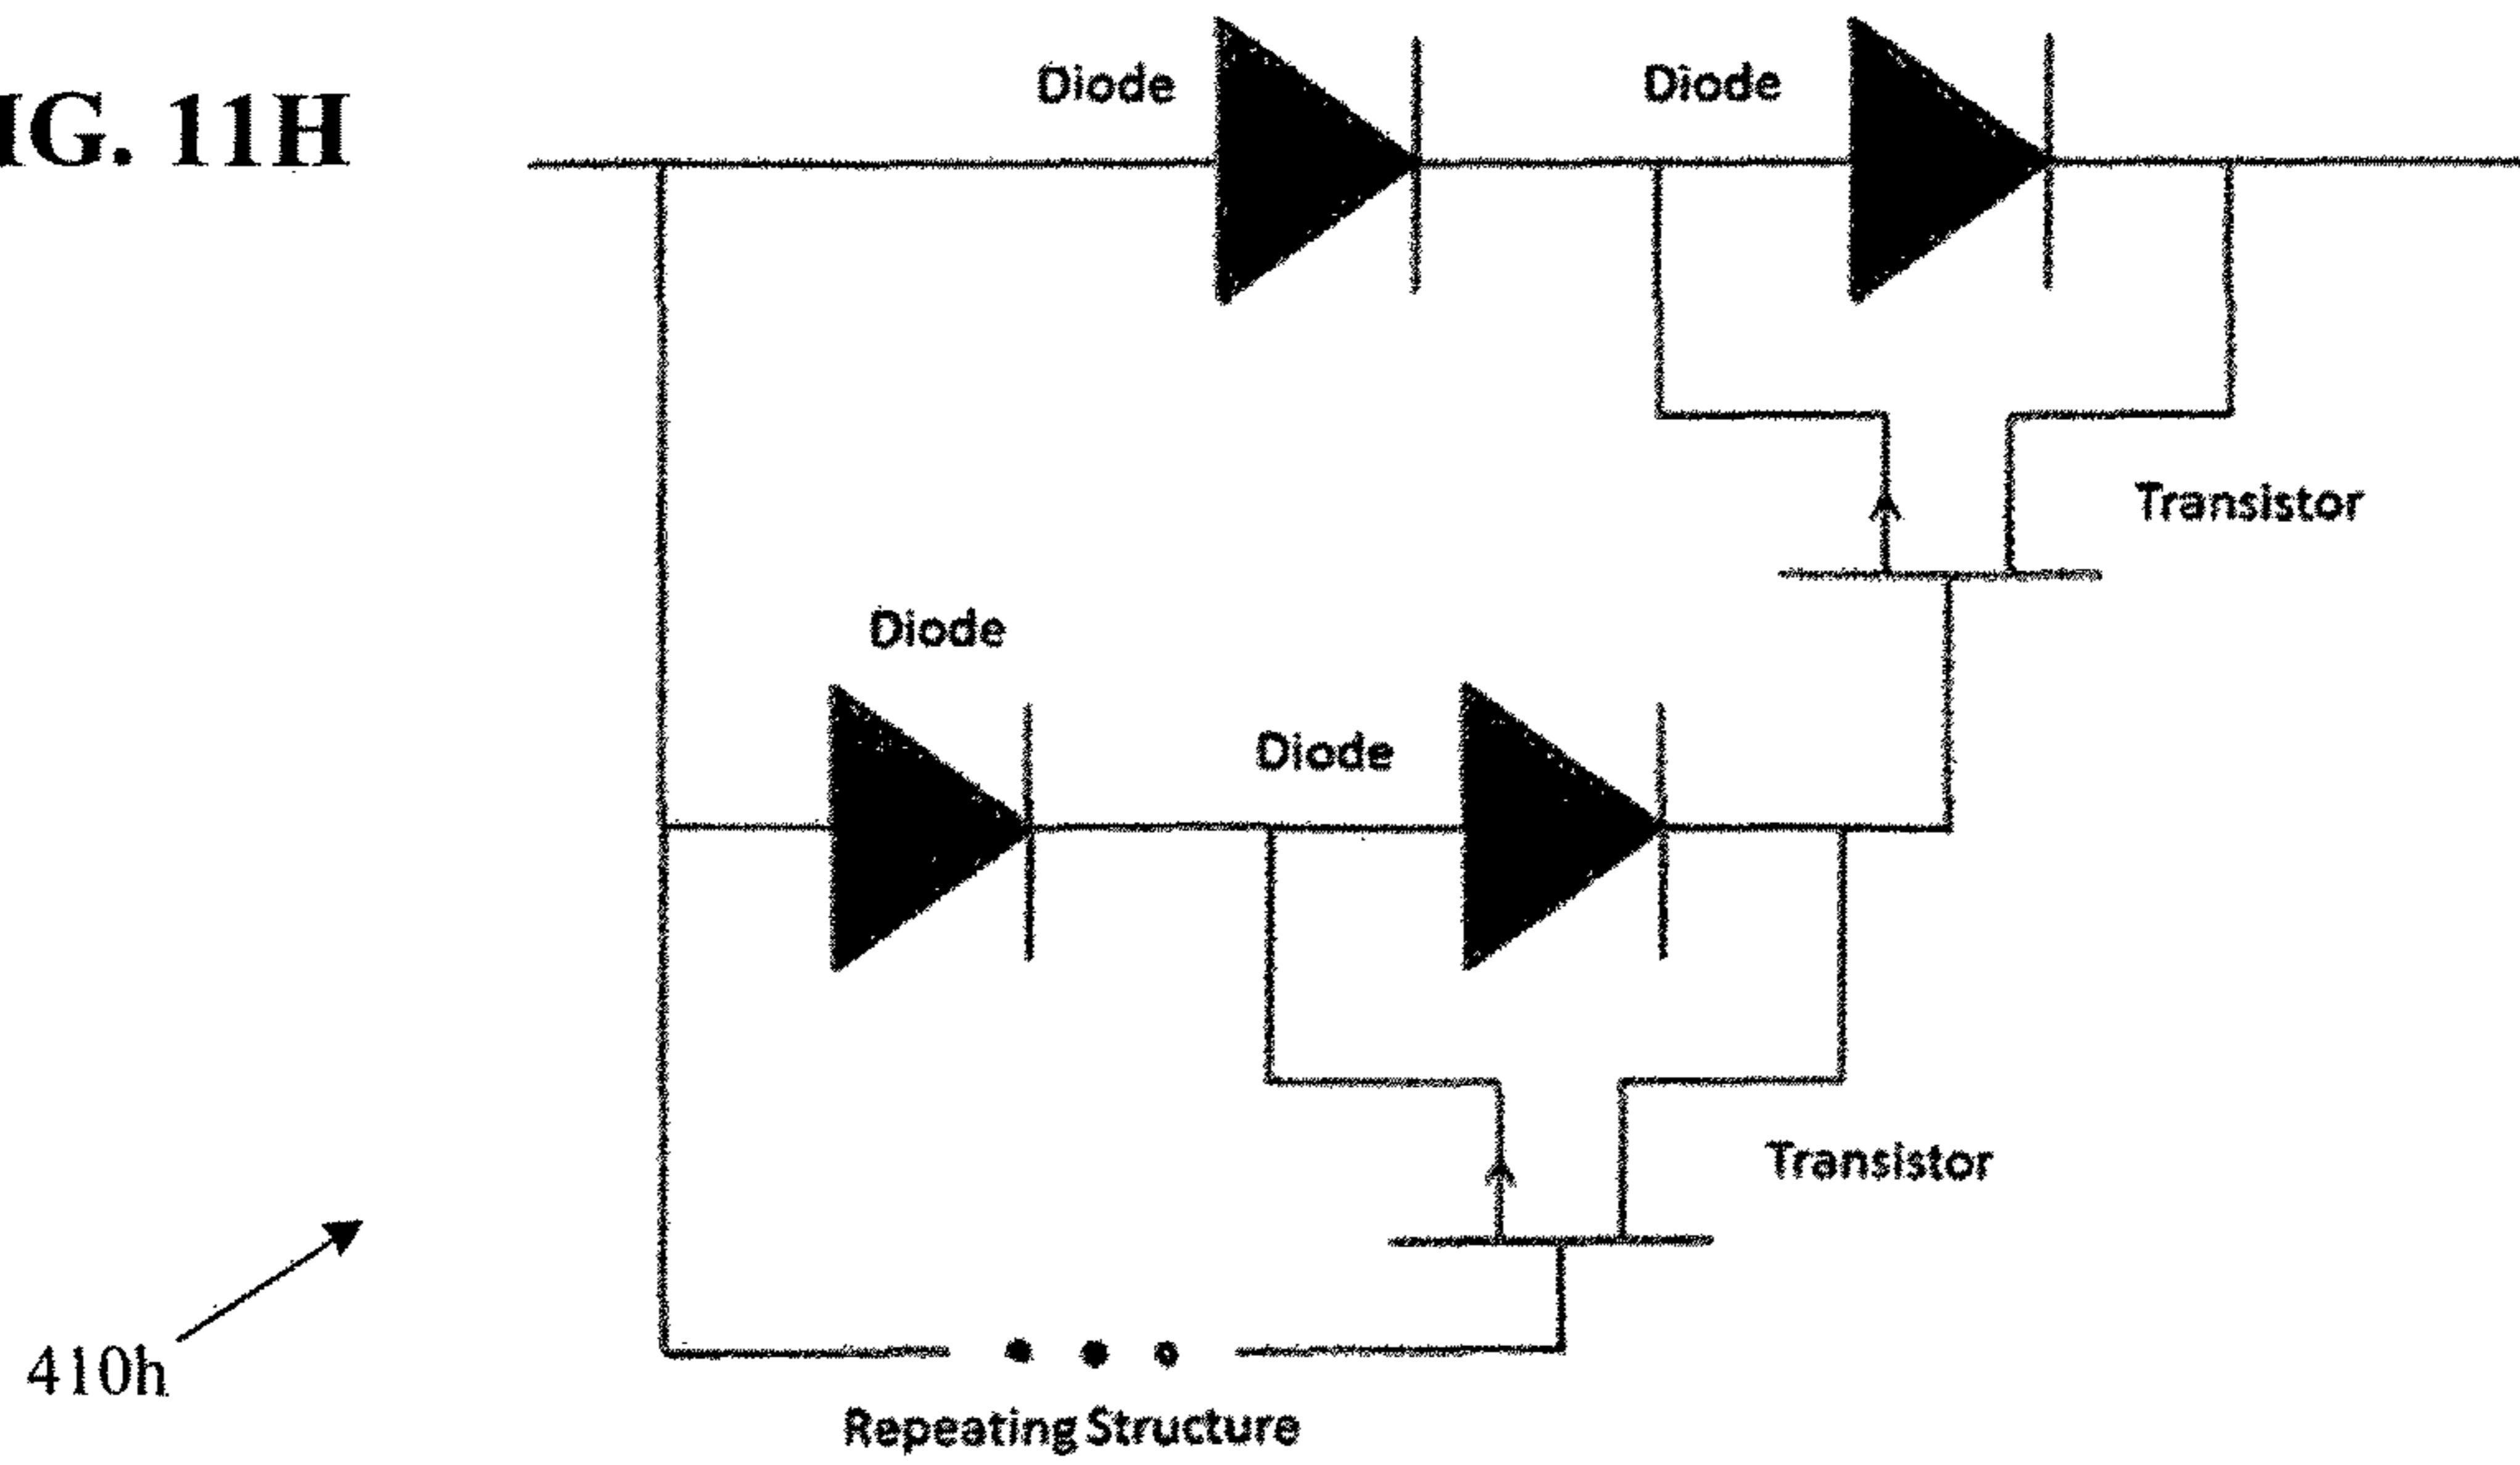 IG. 11H
Diode
Diode
Transistor
Diode
Diode
Transistor
410h
Repeating Structure